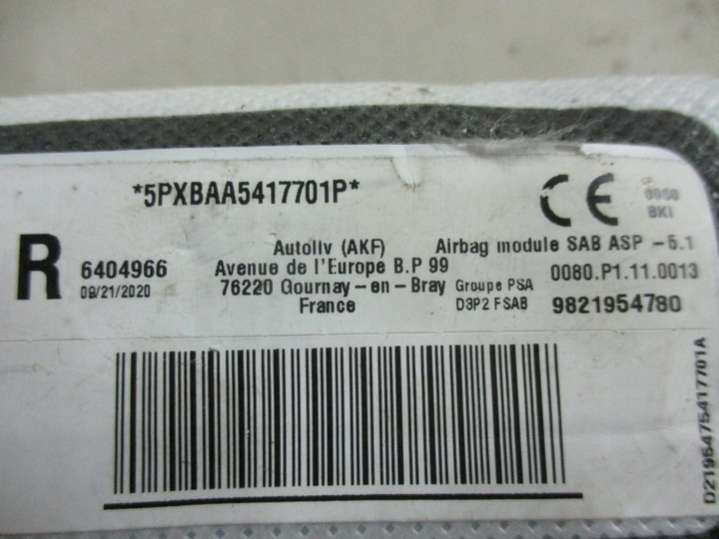 *5PXBAA5417701P*
CE
BKI
R
6404966
09/21/2020
Autoliv (AKF)
Avenue de l'Europe B.P 99
76220 Gournay-en-Bray
France
Airbag module SAB ASP -5.1
0080.P1.11.0013
Groupe PSA
D3P2 FSAB
9821954780
D2195475417701A